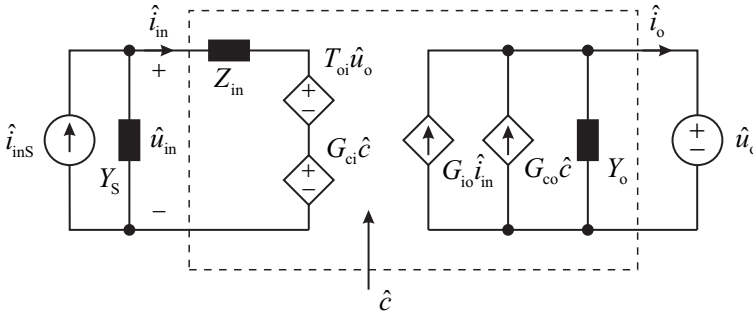 î_in
î_o
+
Z_in
T_oi û_o
+
−
î_inS
û_in
Y_S
G_ci ĉ
+
−
G_io î_in
G_co ĉ
Y_o
+
−
û_o
−
ĉ